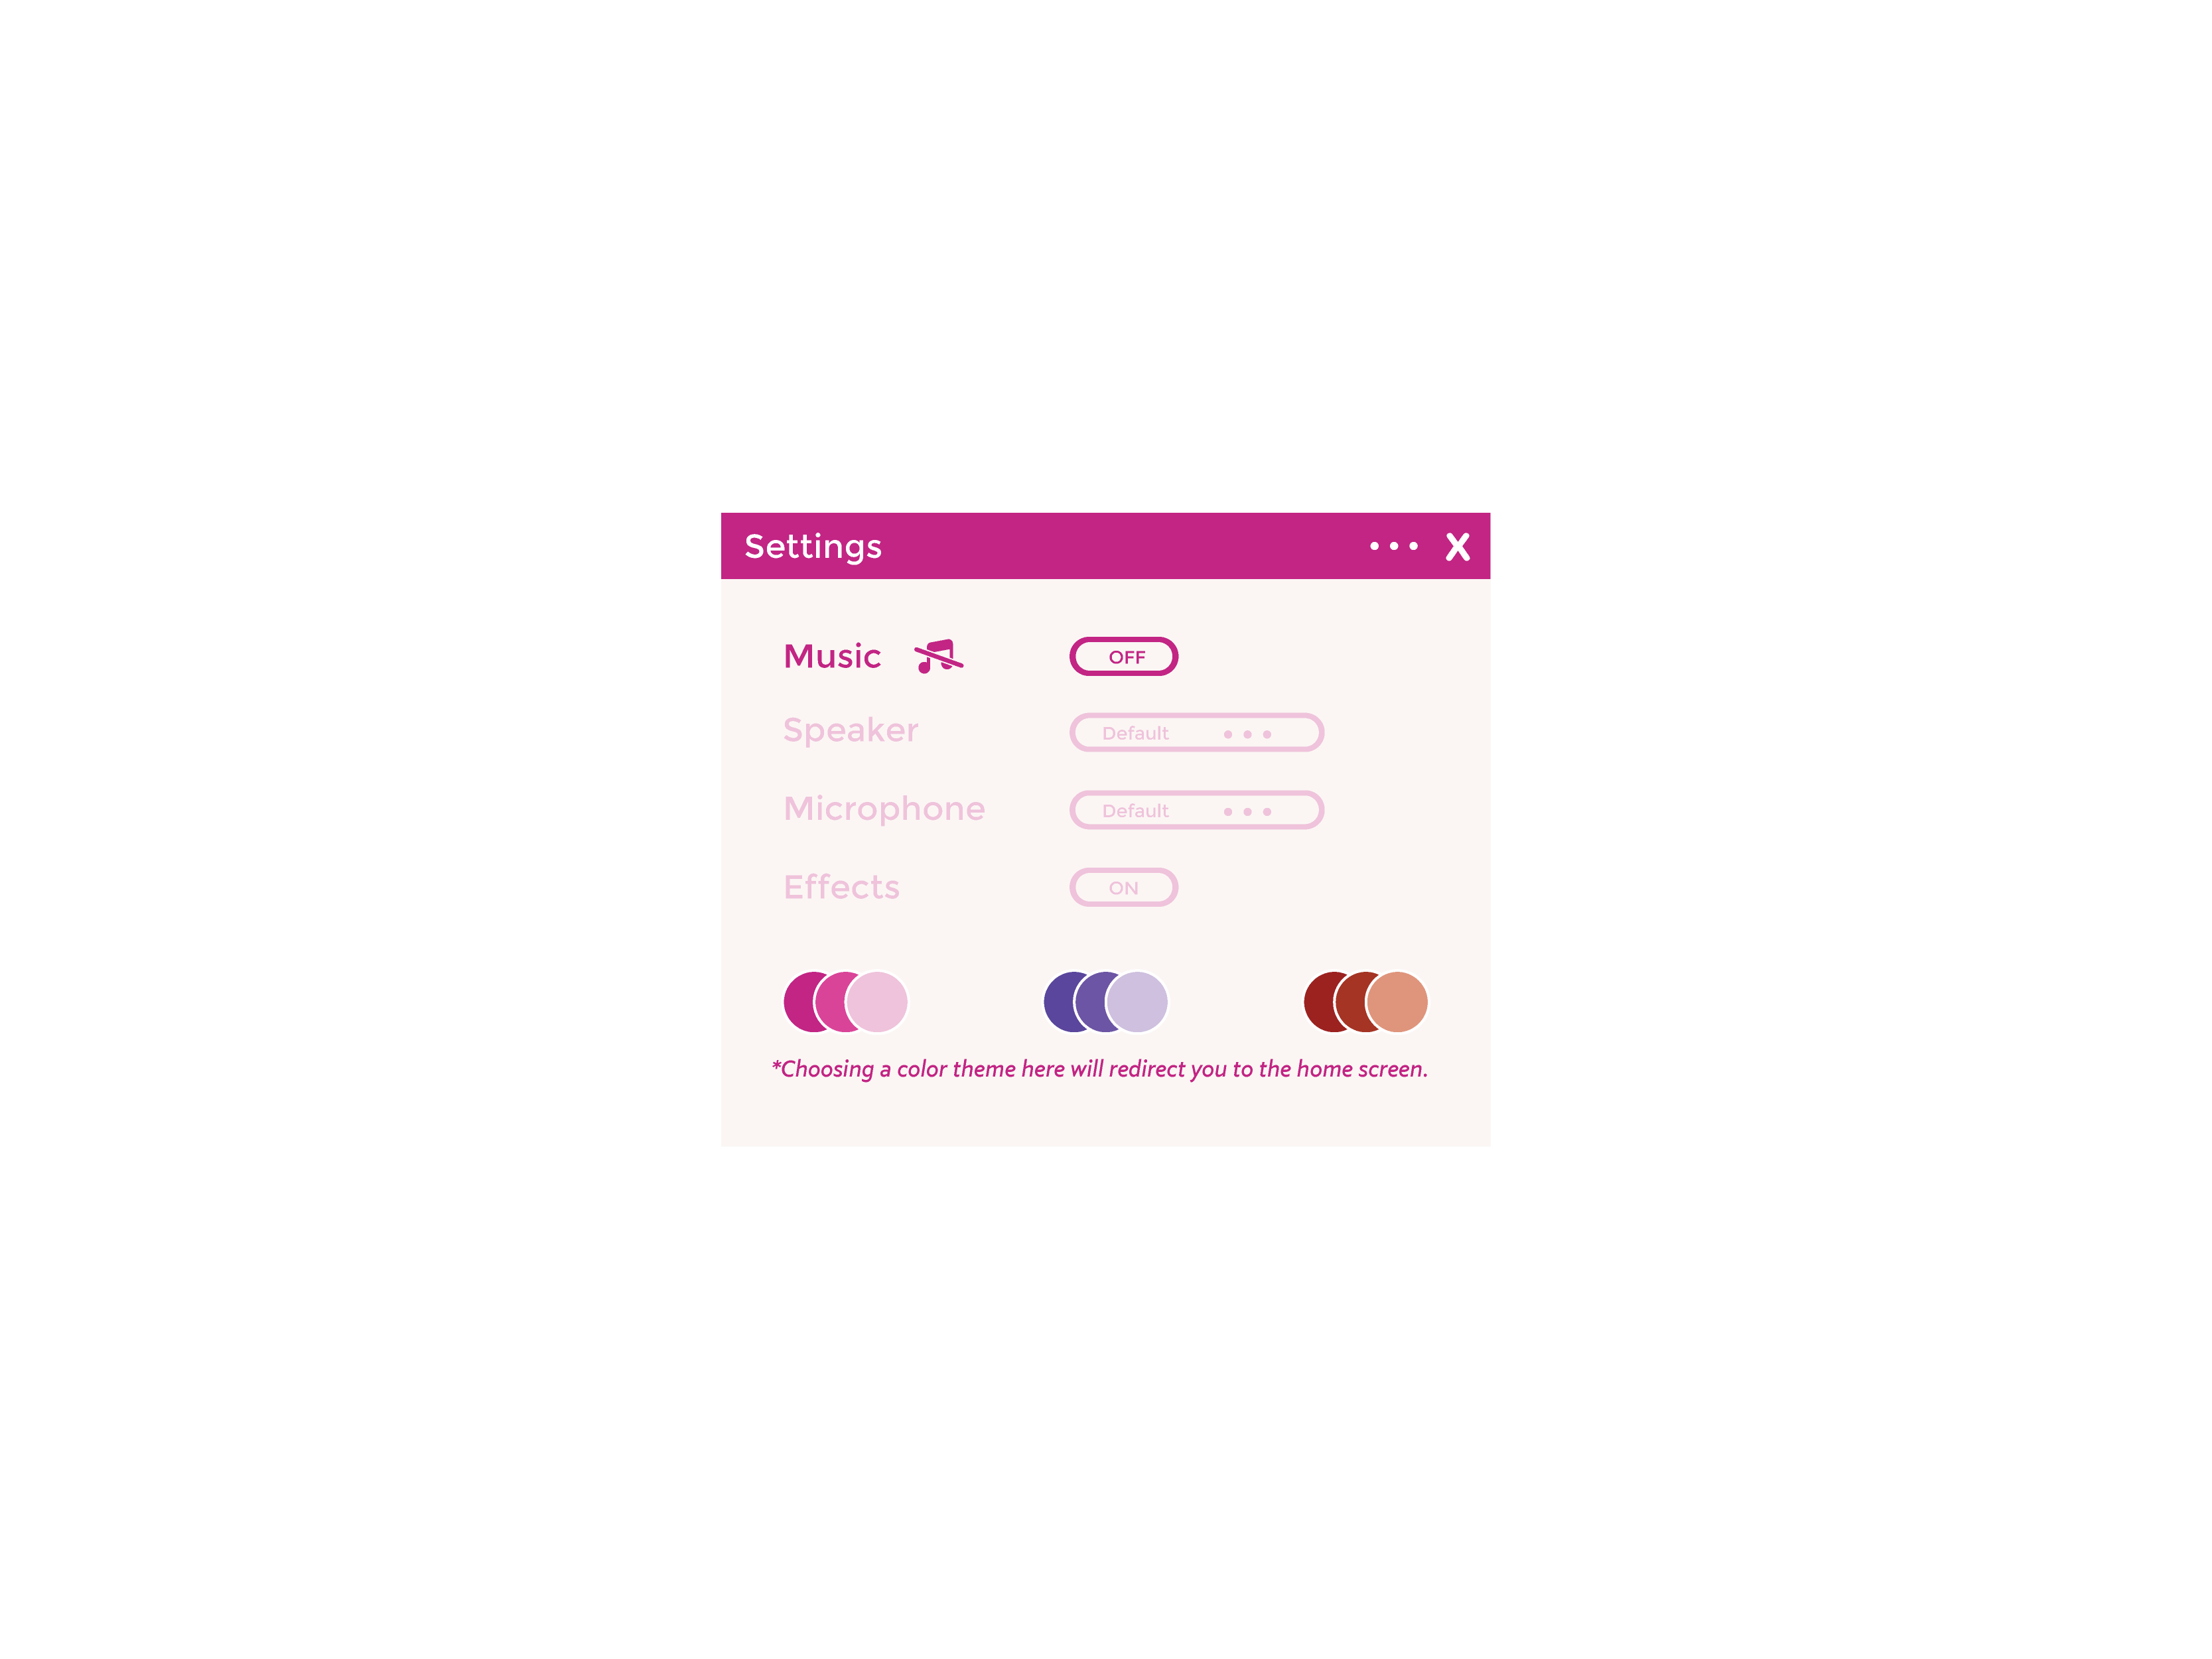 Settings ••• X
Music OFF
Speaker Default •••
Microphone Default •••
Effects ON
*Choosing a color theme here will redirect you to the home screen.